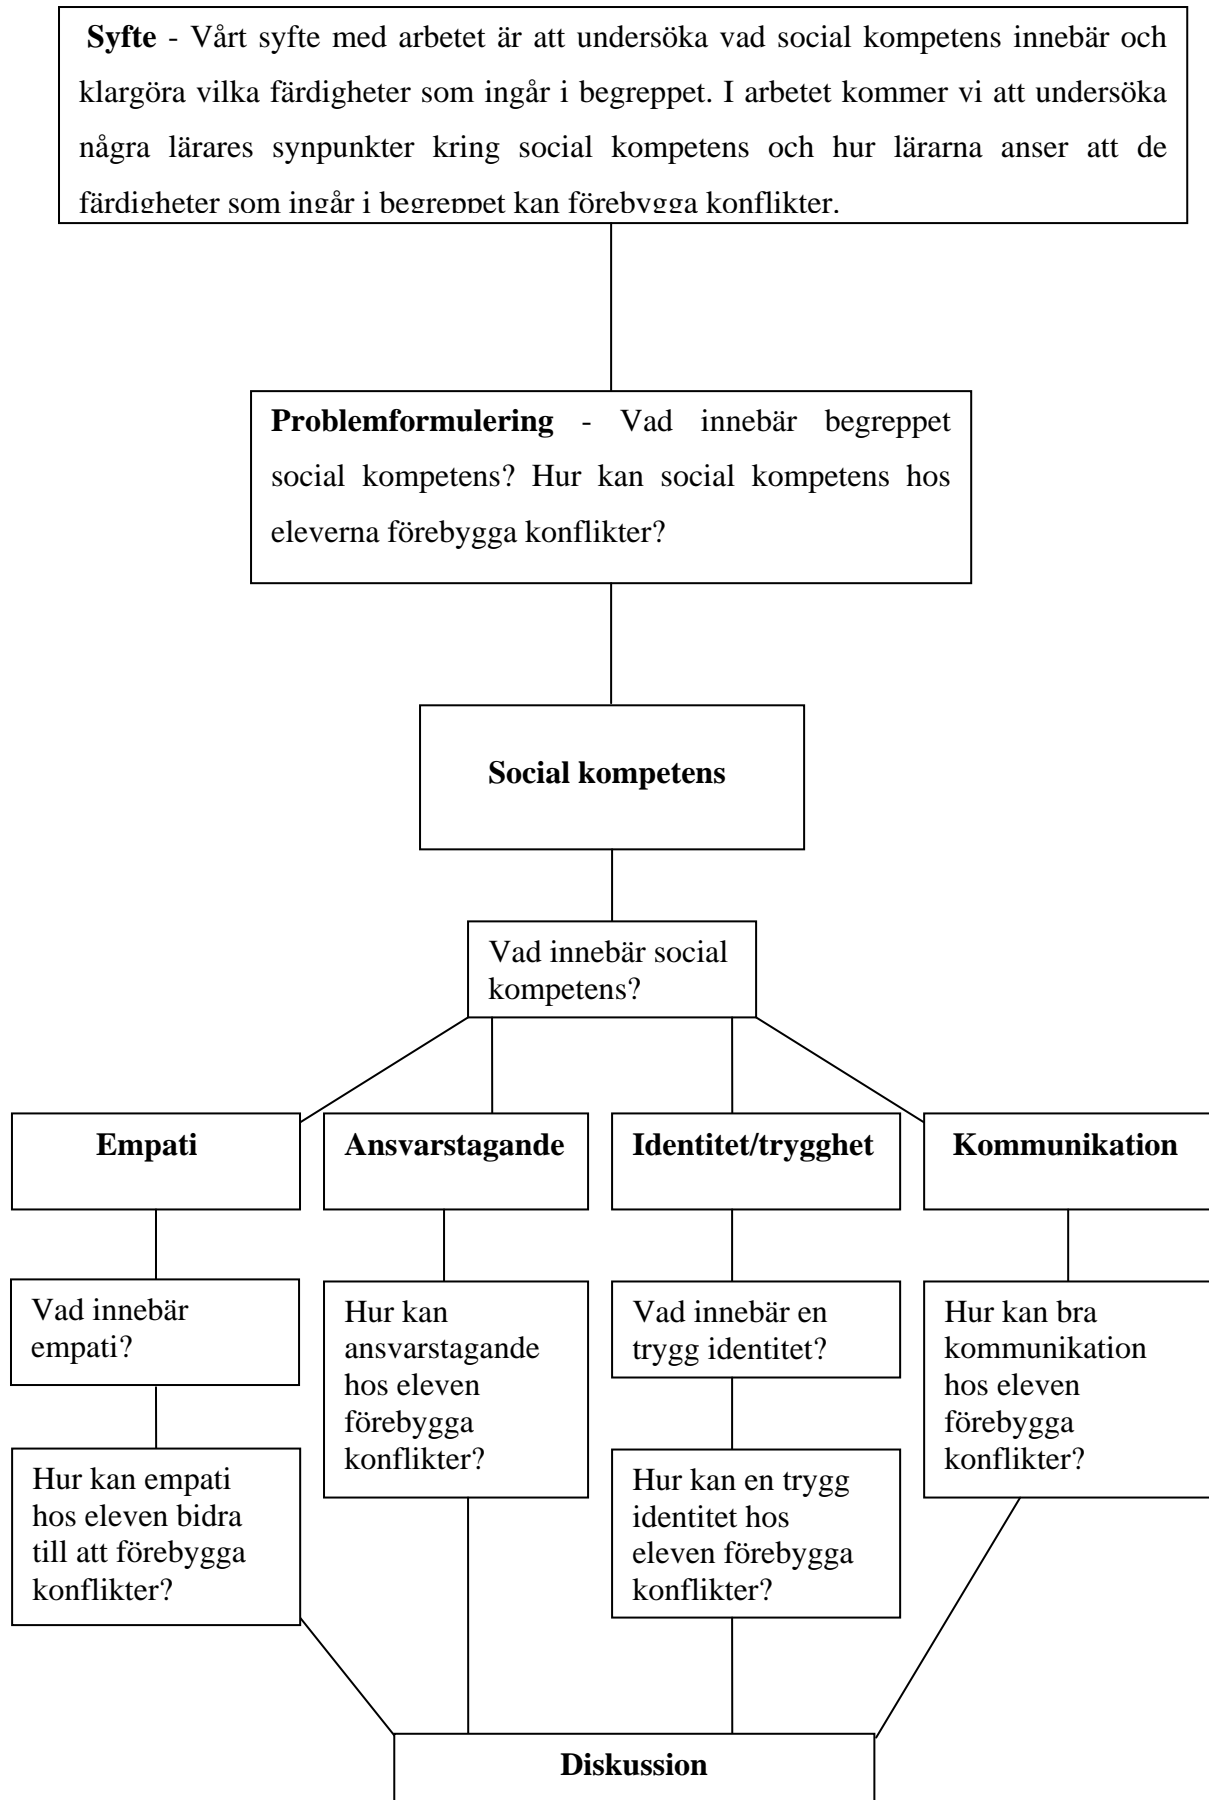 Syfte - Vårt syfte med arbetet är att undersöka vad social kompetens innebär och
klargöra vilka färdigheter som ingår i begreppet. I arbetet kommer vi att undersöka
några lärares synpunkter kring social kompetens och hur lärarna anser att de
färdigheter som ingår i begreppet kan förebygga konflikter.
Problemformulering - Vad innebär begreppet
social kompetens? Hur kan social kompetens hos
eleverna förebygga konflikter?
Social kompetens
Vad innebär social
kompetens?
Empati
Ansvarstagande
Identitet/trygghet
Kommunikation
Vad innebär
empati?
Hur kan
ansvarstagande
hos eleven
förebygga
konflikter?
Vad innebär en
trygg identitet?
Hur kan bra
kommunikation
hos eleven
förebygga
konflikter?
Hur kan empati
hos eleven bidra
till att förebygga
konflikter?
Hur kan en trygg
identitet hos
eleven förebygga
konflikter?
Diskussion